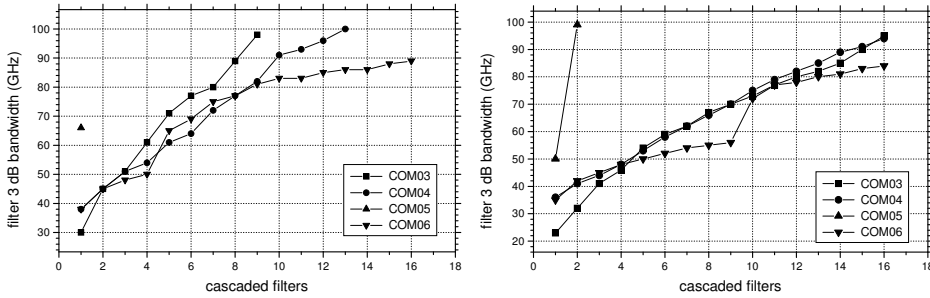 filter 3 dB bandwidth (GHz)
100
90
80
70
60
50
40
30
0 2 4 6 8 10 12 14 16 18
cascaded filters
COM03
COM04
COM05
COM06
filter 3 dB bandwidth (GHz)
100
90
80
70
60
50
40
30
20
0 2 4 6 8 10 12 14 16 18
cascaded filters
COM03
COM04
COM05
COM06